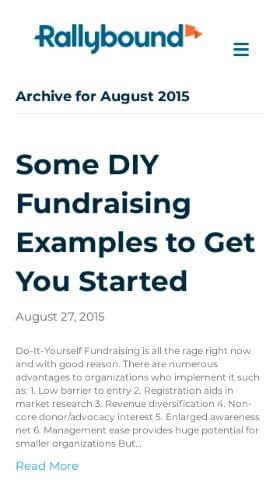 Rallybound
Archive for August 2015
Some DIY
Fundraising
Examples to Get
You Started
August 27, 2015
Do-It-Yourself Fundraising is all the rage right now
and with good reason. There are numerous
advantages to organizations who implement it such
as: 1. Low barrier to entry 2. Registration aids in
market research 3. Revenue diversification 4. Non-
core donor/advocacy interest 5. Enlarged awareness
net 6. Management ease provides huge potential for
smaller organizations But...
Read More